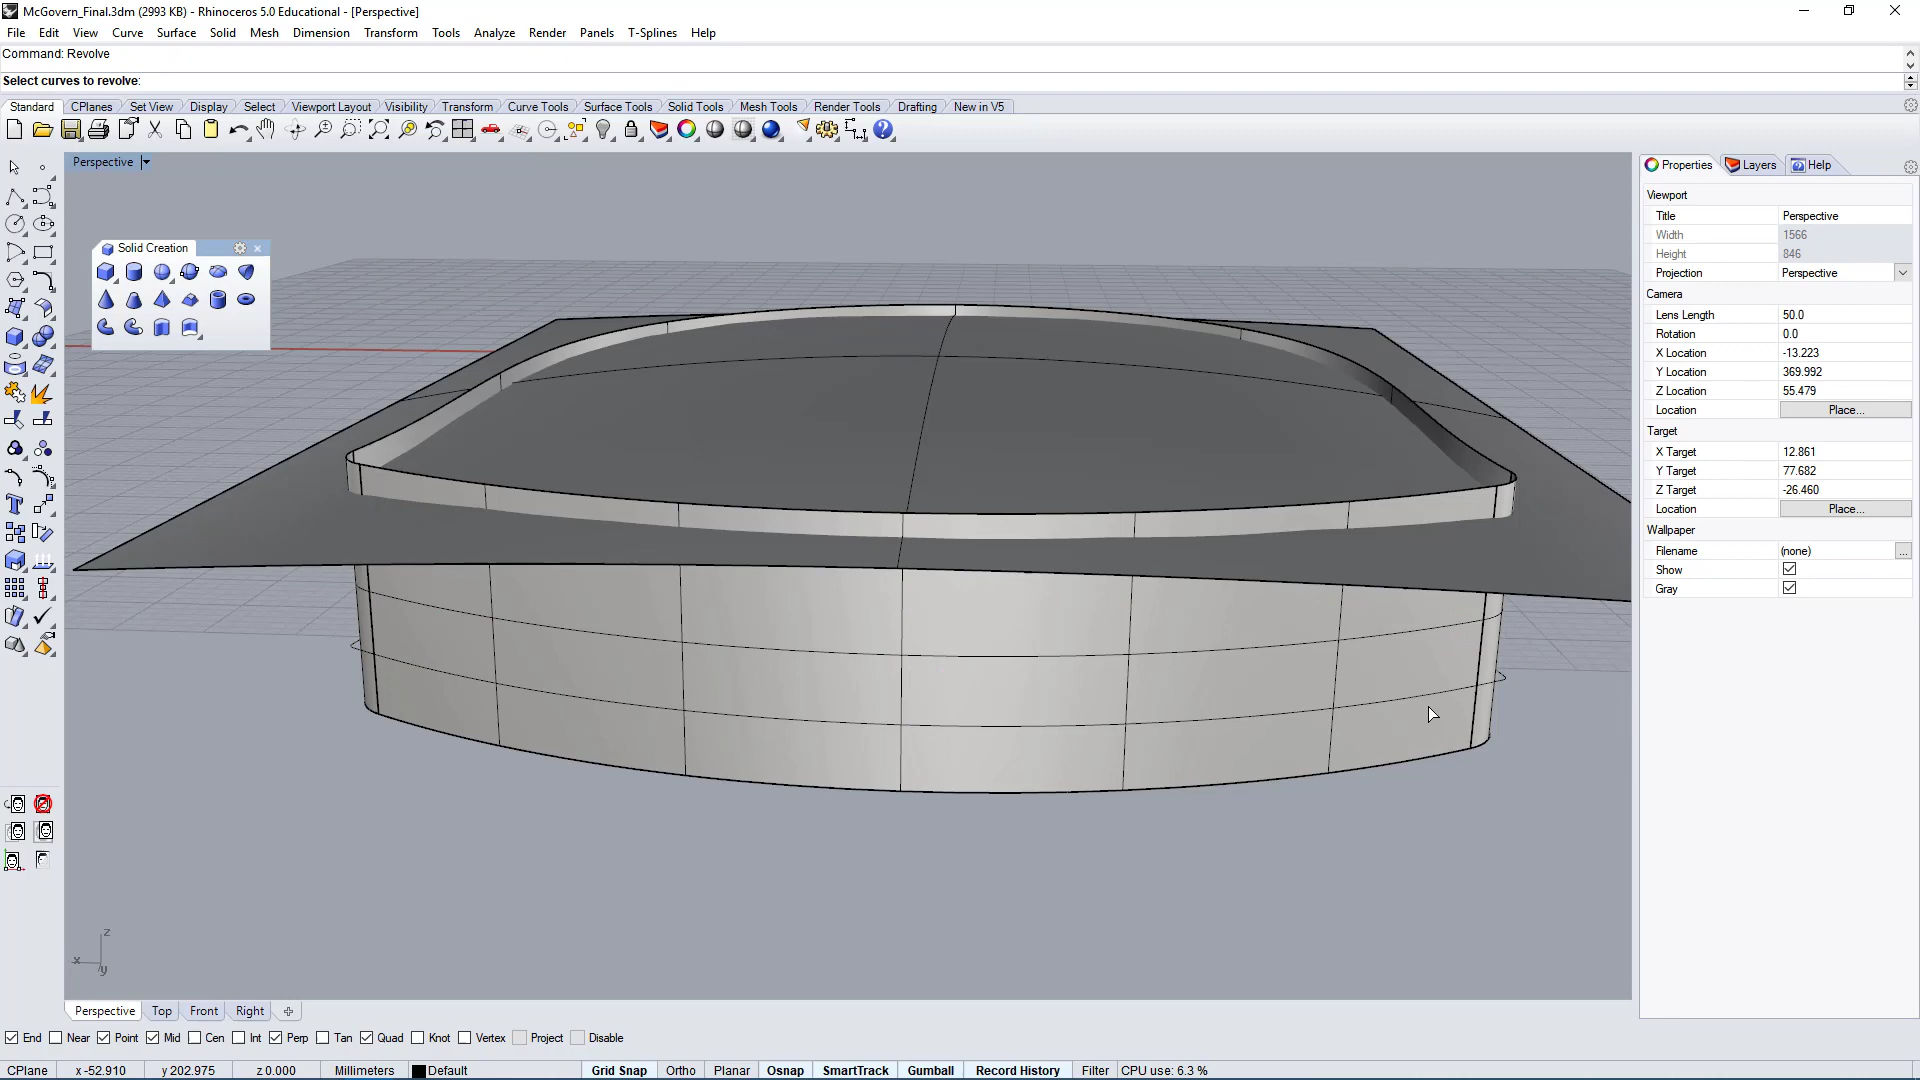 McGovern_Final.3dm (2993 KB) - Rhinoceros 5.0 Educational - [Perspective]
File Edit View Curve Surface Solid Mesh Dimension Transform Tools Analyze Render Panels T-Splines Help
Command: Revolve
Select curves to revolve:
Standard CPlanes Set View Display Select Viewport Layout Visibility Transform Curve Tools Surface Tools Solid Tools Mesh Tools Render Tools Drafting New in V5
Perspective
Solid Creation
Properties Layers Help
Viewport
Title Perspective
Width 1566
Height 846
Projection Perspective
Camera
Lens Length 50.0
Rotation 0.0
X Location -13.223
Y Location 369.992
Z Location 55.479
Location Place...
Target
X Target 12.861
Y Target 77.682
Z Target -26.460
Location Place...
Wallpaper
Filename (none) ...
Show
Gray
z
x
y
Perspective Top Front Right
End Near Point Mid Cen Int Perp Tan Quad Knot Vertex Project Disable
CPlane x -52.910 y 202.975 z 0.000 Millimeters Default Grid Snap Ortho Planar Osnap SmartTrack Gumball Record History Filter CPU use: 6.3 %